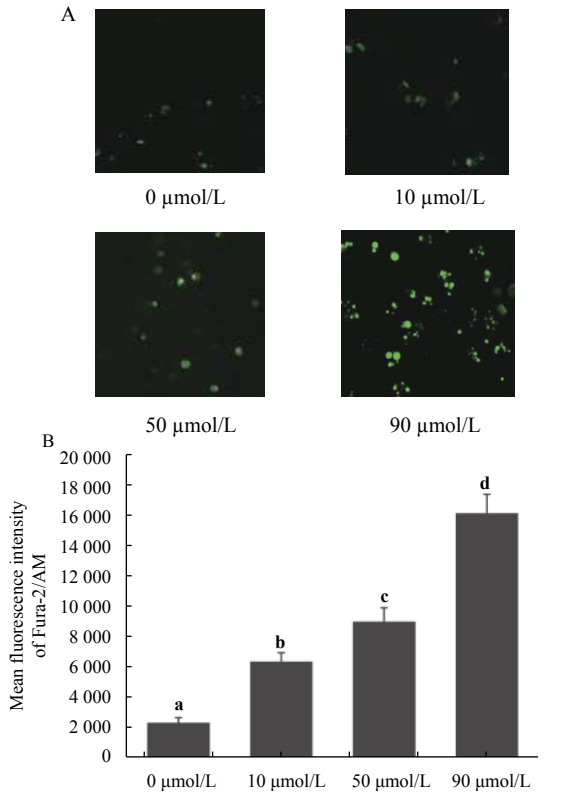 A
0 µmol/L
10 µmol/L
50 µmol/L
90 µmol/L
B
Mean fluorescence intensity
of Fura-2/AM
20 000
18 000
16 000
14 000
12 000
10 000
8 000
6 000
4 000
2 000
0
a
b
c
d
0 µmol/L
10 µmol/L
50 µmol/L
90 µmol/L